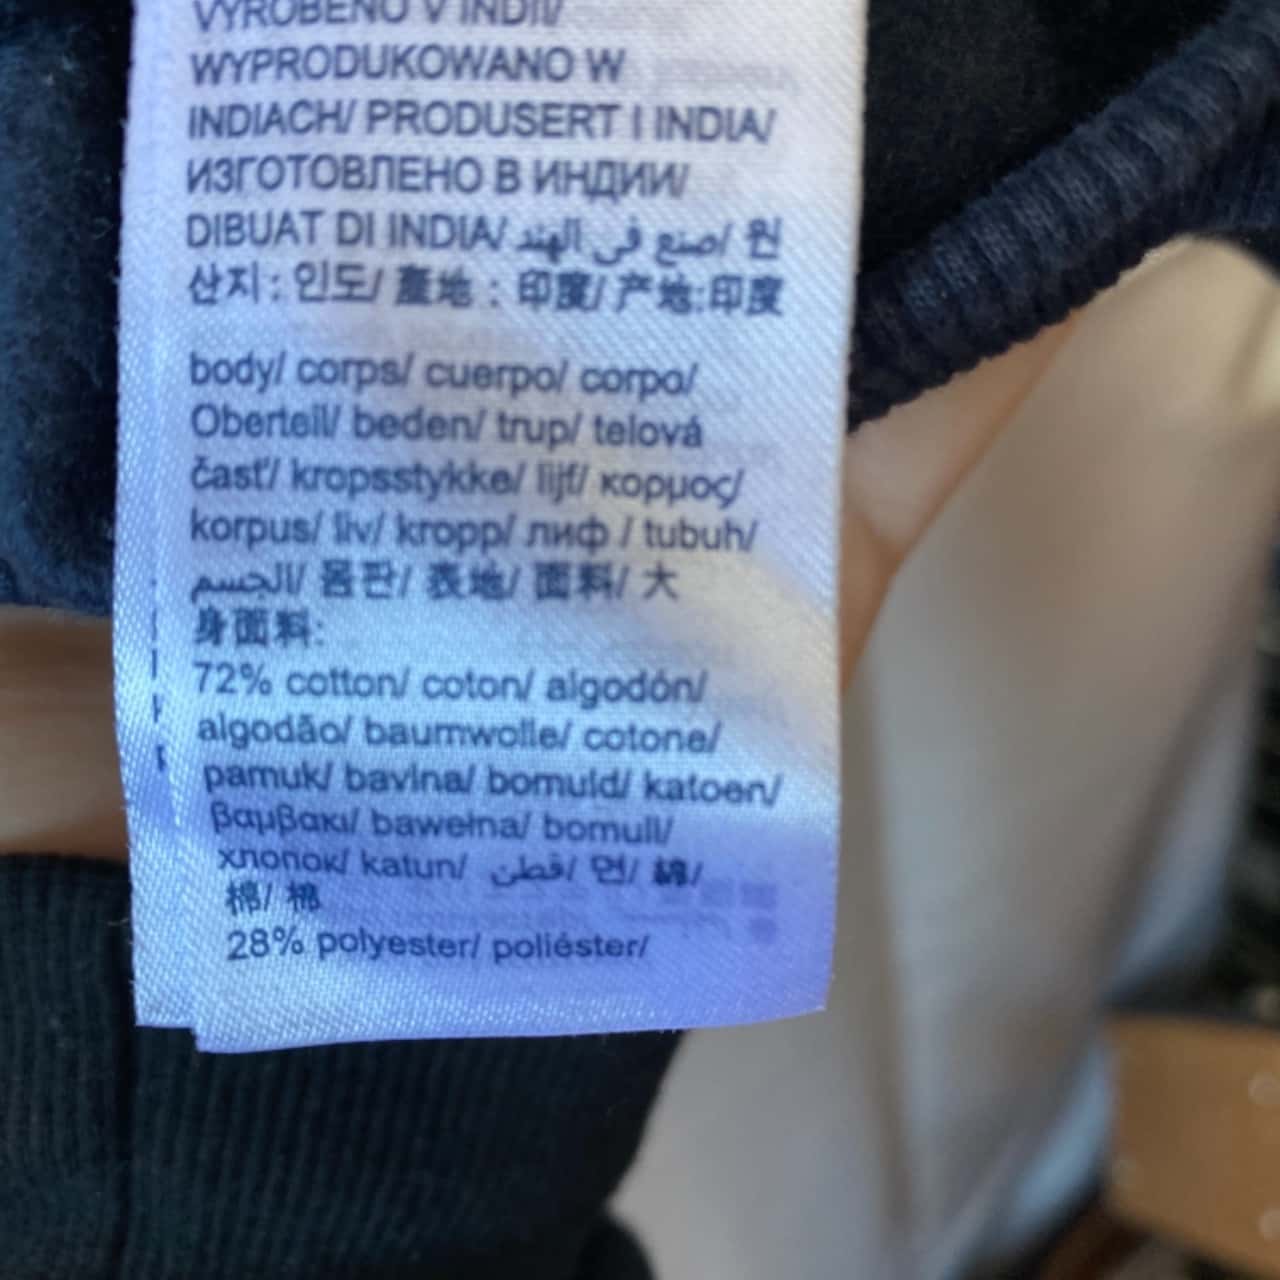 VYROBENO V INDII/
WYPRODUKOWANO W
INDIACH/ PRODUSERT I INDIA/
ИЗГОТОВЛЕНО В ИНДИИ/
DIBUAT DI INDIA/ صنع في الهند/ 원
산지 : 인도/ 產地 : 印度/ 产地:印度
body/ corps/ cuerpo/ corpo/
Oberteil/ beden/ trup/ telová
časť/ kropsstykke/ lijf/ κορμος/
korpus/ liv/ kropp/ лиф / tubuh/
الجسم/ 몸판/ 表地/ 面料/ 大
身面料:
72% cotton/ coton/ algodón/
algodão/ baumwolle/ cotone/
pamuk/ bavlna/ bomuld/ katoen/
βαμβακι/ bawełna/ bomull/
хлопок/ katun/ قطن/ 면/ 綿/
棉/ 棉
28% polyester/ poliéster/